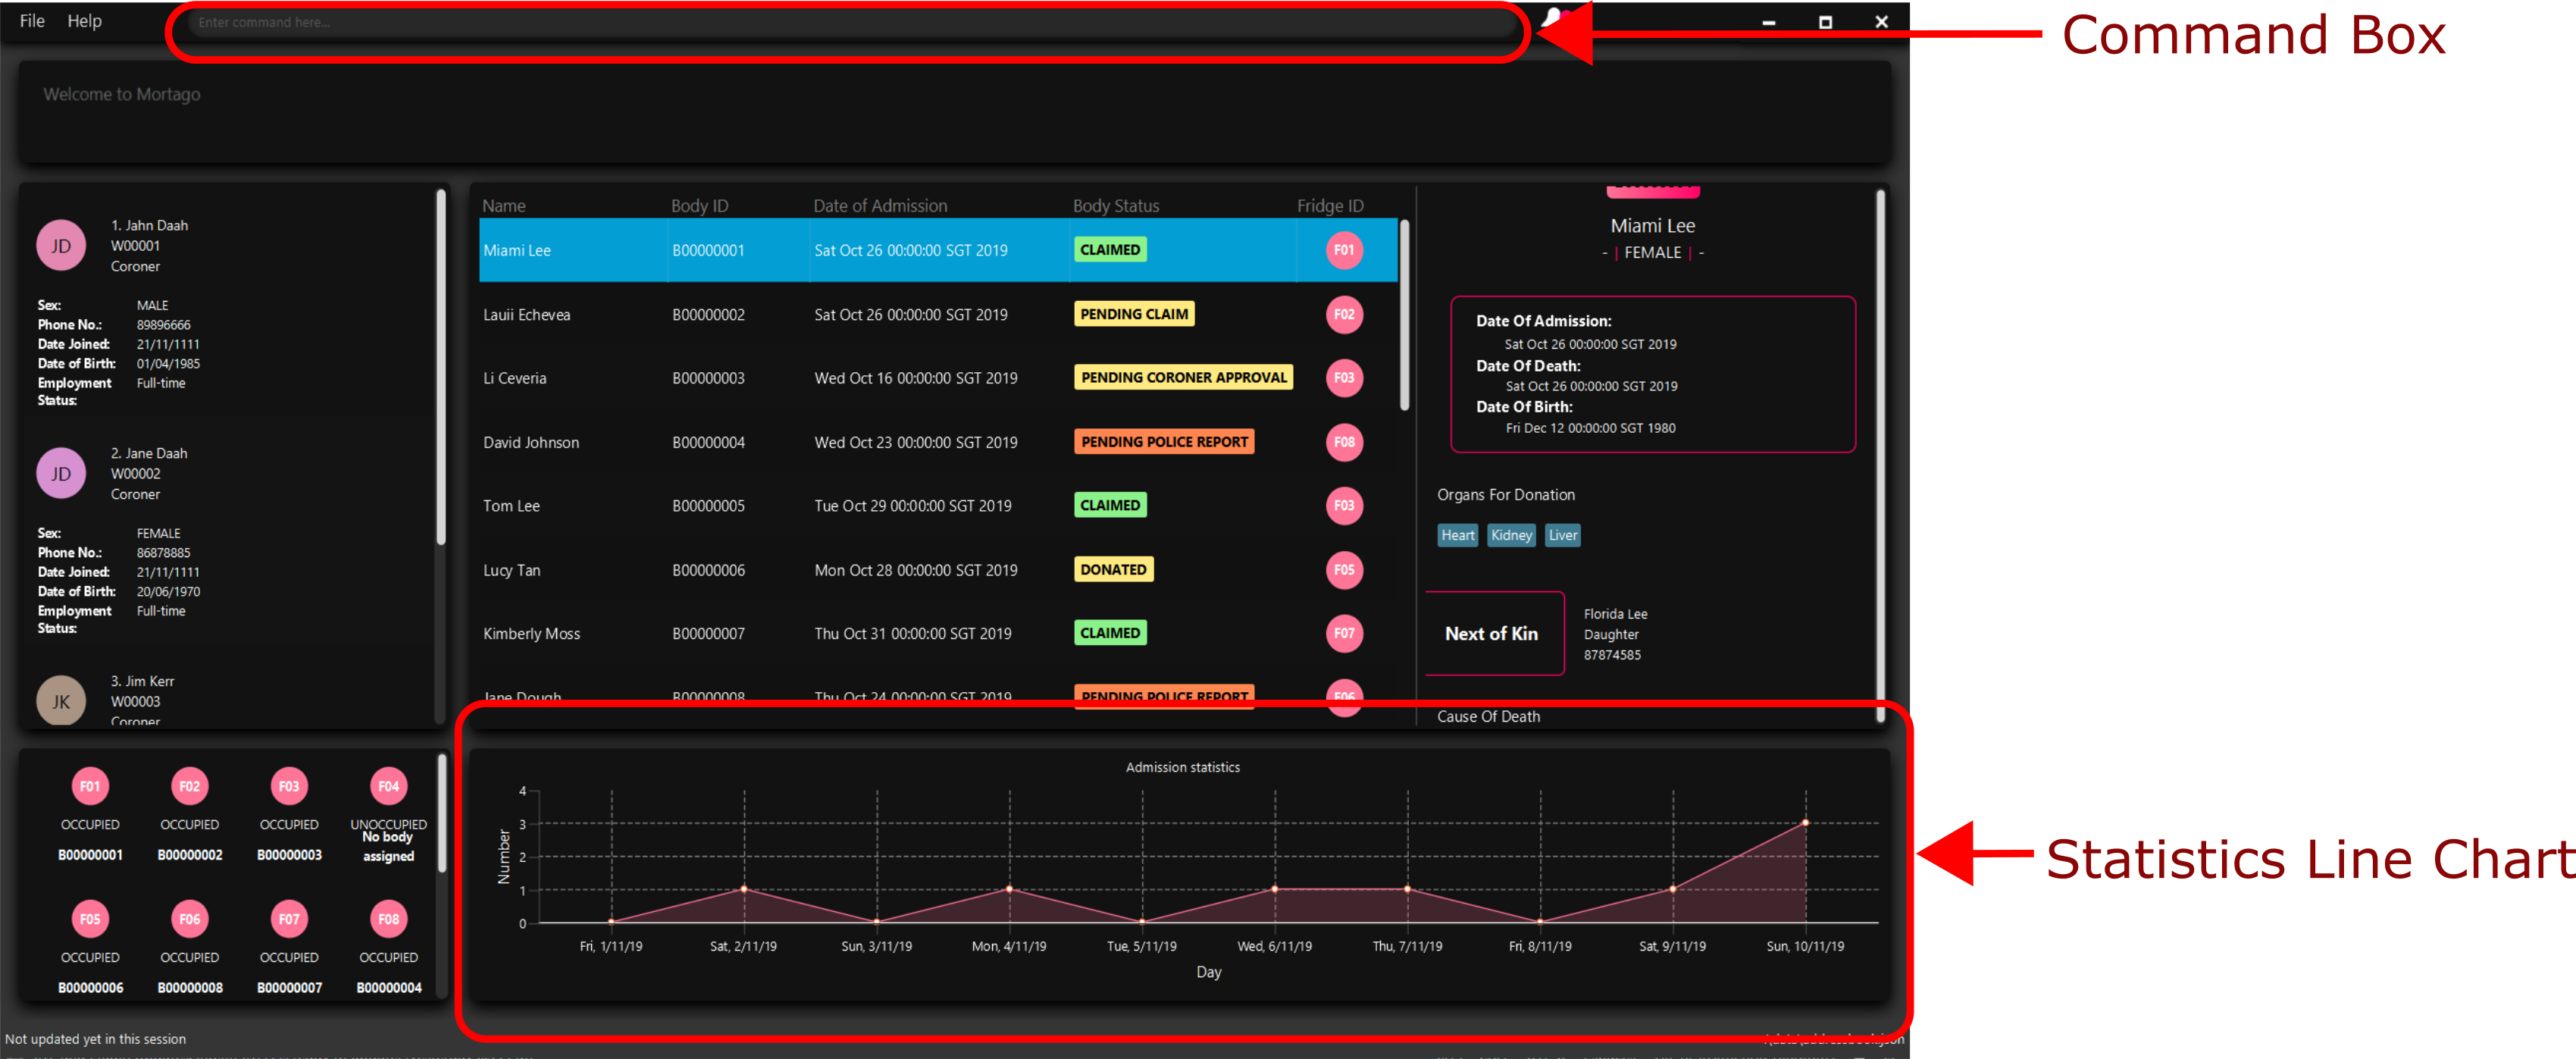 File Help Enter command here...
Command Box
Welcome to Mortago
JD
1. Jahn Daah
W00001
Coroner
Sex: MALE
Phone No.: 89896666
Date Joined: 21/11/1111
Date of Birth: 01/04/1985
Employment Status: Full-time
JD
2. Jane Daah
W00002
Coroner
Sex: FEMALE
Phone No.: 86878885
Date Joined: 21/11/1111
Date of Birth: 20/06/1970
Employment Status: Full-time
JK
3. Jim Kerr
W00003
Coroner
Name Body ID Date of Admission Body Status Fridge ID
Miami Lee B00000001 Sat Oct 26 00:00:00 SGT 2019 CLAIMED F01
Lauii Echevea B00000002 Sat Oct 26 00:00:00 SGT 2019 PENDING CLAIM F02
Li Ceveria B00000003 Wed Oct 16 00:00:00 SGT 2019 PENDING CORONER APPROVAL F03
David Johnson B00000004 Wed Oct 23 00:00:00 SGT 2019 PENDING POLICE REPORT F08
Tom Lee B00000005 Tue Oct 29 00:00:00 SGT 2019 CLAIMED F03
Lucy Tan B00000006 Mon Oct 28 00:00:00 SGT 2019 DONATED F05
Kimberly Moss B00000007 Thu Oct 31 00:00:00 SGT 2019 CLAIMED F07
Jane Dough B00000008 Thu Oct 24 00:00:00 SGT 2019 PENDING POLICE REPORT F06
Miami Lee
- | FEMALE | -
Date Of Admission:
Sat Oct 26 00:00:00 SGT 2019
Date Of Death:
Sat Oct 26 00:00:00 SGT 2019
Date Of Birth:
Fri Dec 12 00:00:00 SGT 1980
Organs For Donation
Heart Kidney Liver
Next of Kin
Florida Lee
Daughter
87874585
Cause Of Death
F01 F02 F03 F04
OCCUPIED OCCUPIED OCCUPIED UNOCCUPIED
B00000001 B00000002 B00000003 No body assigned
F05 F06 F07 F08
OCCUPIED OCCUPIED OCCUPIED OCCUPIED
B00000006 B00000008 B00000007 B00000004
Admission statistics
Number
4
3
2
1
0
Fri, 1/11/19 Sat, 2/11/19 Sun, 3/11/19 Mon, 4/11/19 Tue, 5/11/19 Wed, 6/11/19 Thu, 7/11/19 Fri, 8/11/19 Sat, 9/11/19 Sun, 10/11/19
Day
Statistics Line Chart
Not updated yet in this session